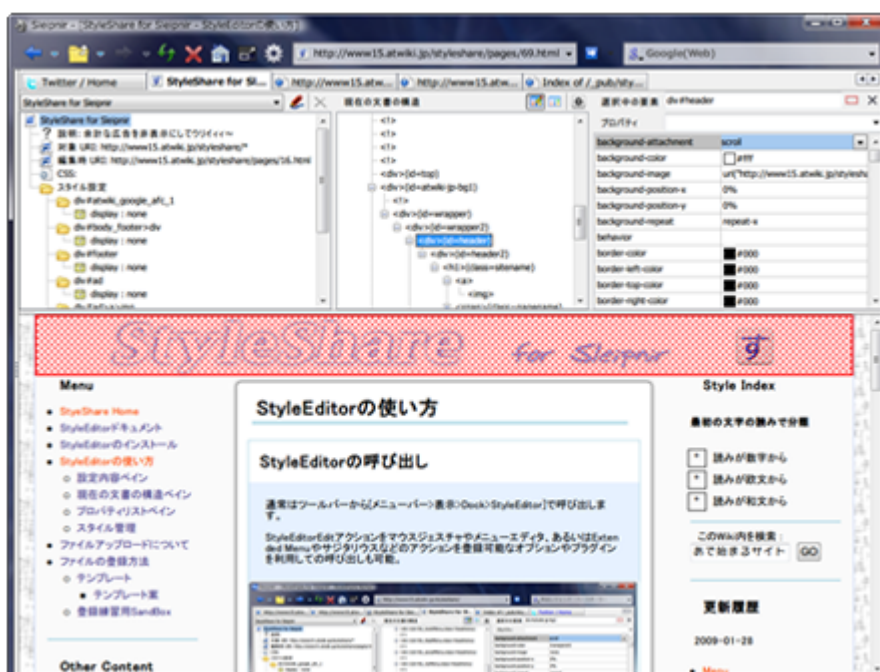 Sleipnir - [StyleShare for Sleipnir - StyleEditorの使い方]
http://www15.atwiki.jp/styleshare/pages/69.html
Google(Web)
Twitter / Home
StyleShare for Sl...
http://www15.atw...
http://www15.atw...
Index of /_pub/sty...
StyleShare for Sleipnir
現在の文書の構造
選択中の要素 div#header
StyleShare for Sleipnir
説明: 余計な広告を非表示にしてウリィィィ~
対象 URI: http://www15.atwiki.jp/styleshare/*
編集時 URI: http://www15.atwiki.jp/styleshare/pages/16.html
CSS:
スタイル設定
div#atwiki_google_afc_1
display : none
div#body_footer>div
display : none
div#footer
display : none
div#ad
display : none
<!>
<!>
<!>
<!>
<div>(id=top)
<div>(id=atwiki-jp-bg1)
<!>
<div>(id=wrapper)
<div>(id=wrapper2)
<div>(id=header)
<div>(id=header2)
<h1>(class=sitename)
<a>
<img>
プロパティ
background-attachment scroll
background-color #fff
background-image url("http://www15.atwiki.jp/stylesha
background-position-x 0%
background-position-y 0%
background-repeat repeat-x
behavior
border-color #000
border-left-color #000
border-top-color #000
border-right-color #000
StyleShare for Sleipnir す
Menu
StyeShare Home
StyleEditorドキュメント
StyleEditorのインストール
StyleEditorの使い方
設定内容ペイン
現在の文書の構造ペイン
プロパティリストペイン
スタイル管理
ファイルアップロードについて
ファイルの登録方法
テンプレート
テンプレート案
登録練習用SandBox
Other Content
StyleEditorの使い方
StyleEditorの呼び出し
通常はツールバーから[メニューバー>表示>Dock>StyleEditor]で呼び出しま
す。
StyleEditorEditアクションをマウスジェスチャやメニューエディタ、あるいはExten
ded Menuやサジタリウスなどのアクションを登録可能なオプションやプラグイン
を利用しての呼び出しも可能。
Style Index
最初の文字の読みで分類
* 読みが数字から
* 読みが欧文から
* 読みが和文から
このWiki内を検索:
あで始まるサイト GO
更新履歴
2009-01-28
Menu